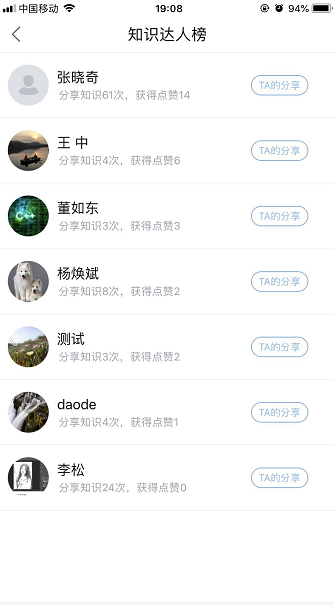 中国移动 19:08 94%
知识达人榜
张晓奇
分享知识61次，获得点赞14
TA的分享
王 中
分享知识4次，获得点赞6
TA的分享
董如东
分享知识3次，获得点赞3
TA的分享
C++
杨焕斌
分享知识8次，获得点赞2
TA的分享
测试
分享知识3次，获得点赞2
TA的分享
daode
分享知识4次，获得点赞1
TA的分享
李松
分享知识24次，获得点赞0
TA的分享